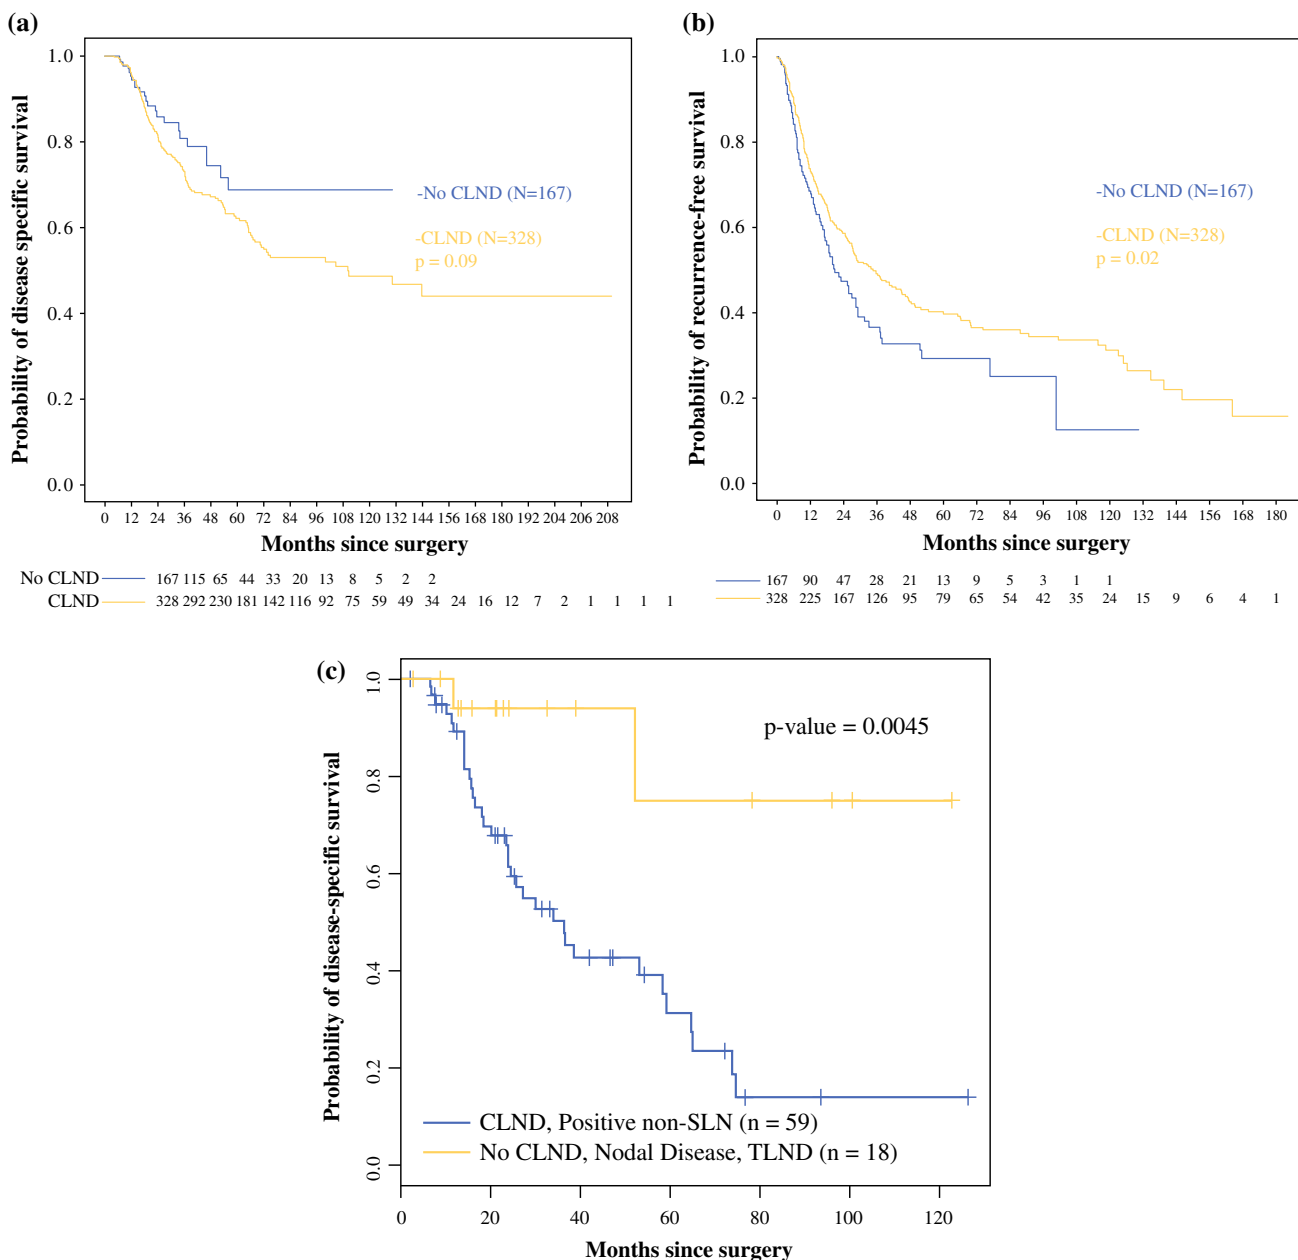 (a)
Probability of disease specific survival
1.0
0.8
0.6
0.4
0.2
0.0
-No CLND (N=167)
-CLND (N=328)
p = 0.09
0 12 24 36 48 60 72 84 96 108 120 132 144 156 168 180 192 204 206 208
Months since surgery
No CLND 167 115 65 44 33 20 13 8 5 2 2
CLND 328 292 230 181 142 116 92 75 59 49 34 24 16 12 7 2 1 1 1 1
(b)
Probability of recurrence-free survival
1.0
0.8
0.6
0.4
0.2
0.0
-No CLND (N=167)
-CLND (N=328)
p = 0.02
0 12 24 36 48 60 72 84 96 108 120 132 144 156 168 180
Months since surgery
167 90 47 28 21 13 9 5 3 1 1
328 225 167 126 95 79 65 54 42 35 24 15 9 6 4 1
(c)
Probability of disease-specific survival
1.0
0.8
0.6
0.4
0.2
0.0
p-value = 0.0045
CLND, Positive non-SLN (n = 59)
No CLND, Nodal Disease, TLND (n = 18)
0 20 40 60 80 100 120
Months since surgery